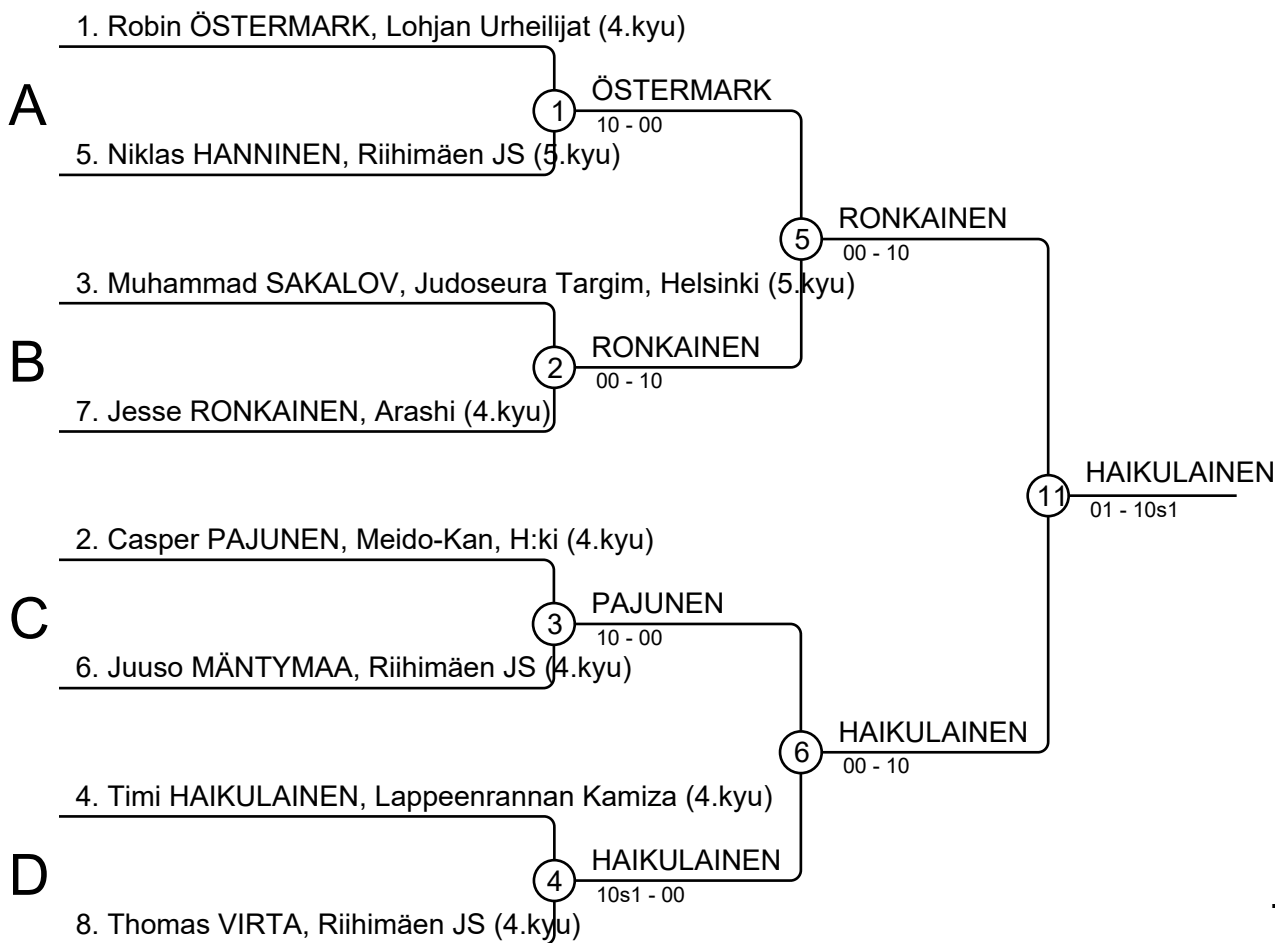 1. Robin ÖSTERMARK, Lohjan Urheilijat (4.kyu)
A
1
ÖSTERMARK
10 - 00
5. Niklas HANNINEN, Riihimäen JS (5.kyu)
5
RONKAINEN
00 - 10
3. Muhammad SAKALOV, Judoseura Targim, Helsinki (5.kyu)
B
2
RONKAINEN
00 - 10
7. Jesse RONKAINEN, Arashi (4.kyu)
11
HAIKULAINEN
01 - 10s1
2. Casper PAJUNEN, Meido-Kan, H:ki (4.kyu)
C
3
PAJUNEN
10 - 00
6. Juuso MÄNTYMAA, Riihimäen JS (4.kyu)
6
HAIKULAINEN
00 - 10
4. Timi HAIKULAINEN, Lappeenrannan Kamiza (4.kyu)
D
4
HAIKULAINEN
10s1 - 00
8. Thomas VIRTA, Riihimäen JS (4.kyu)